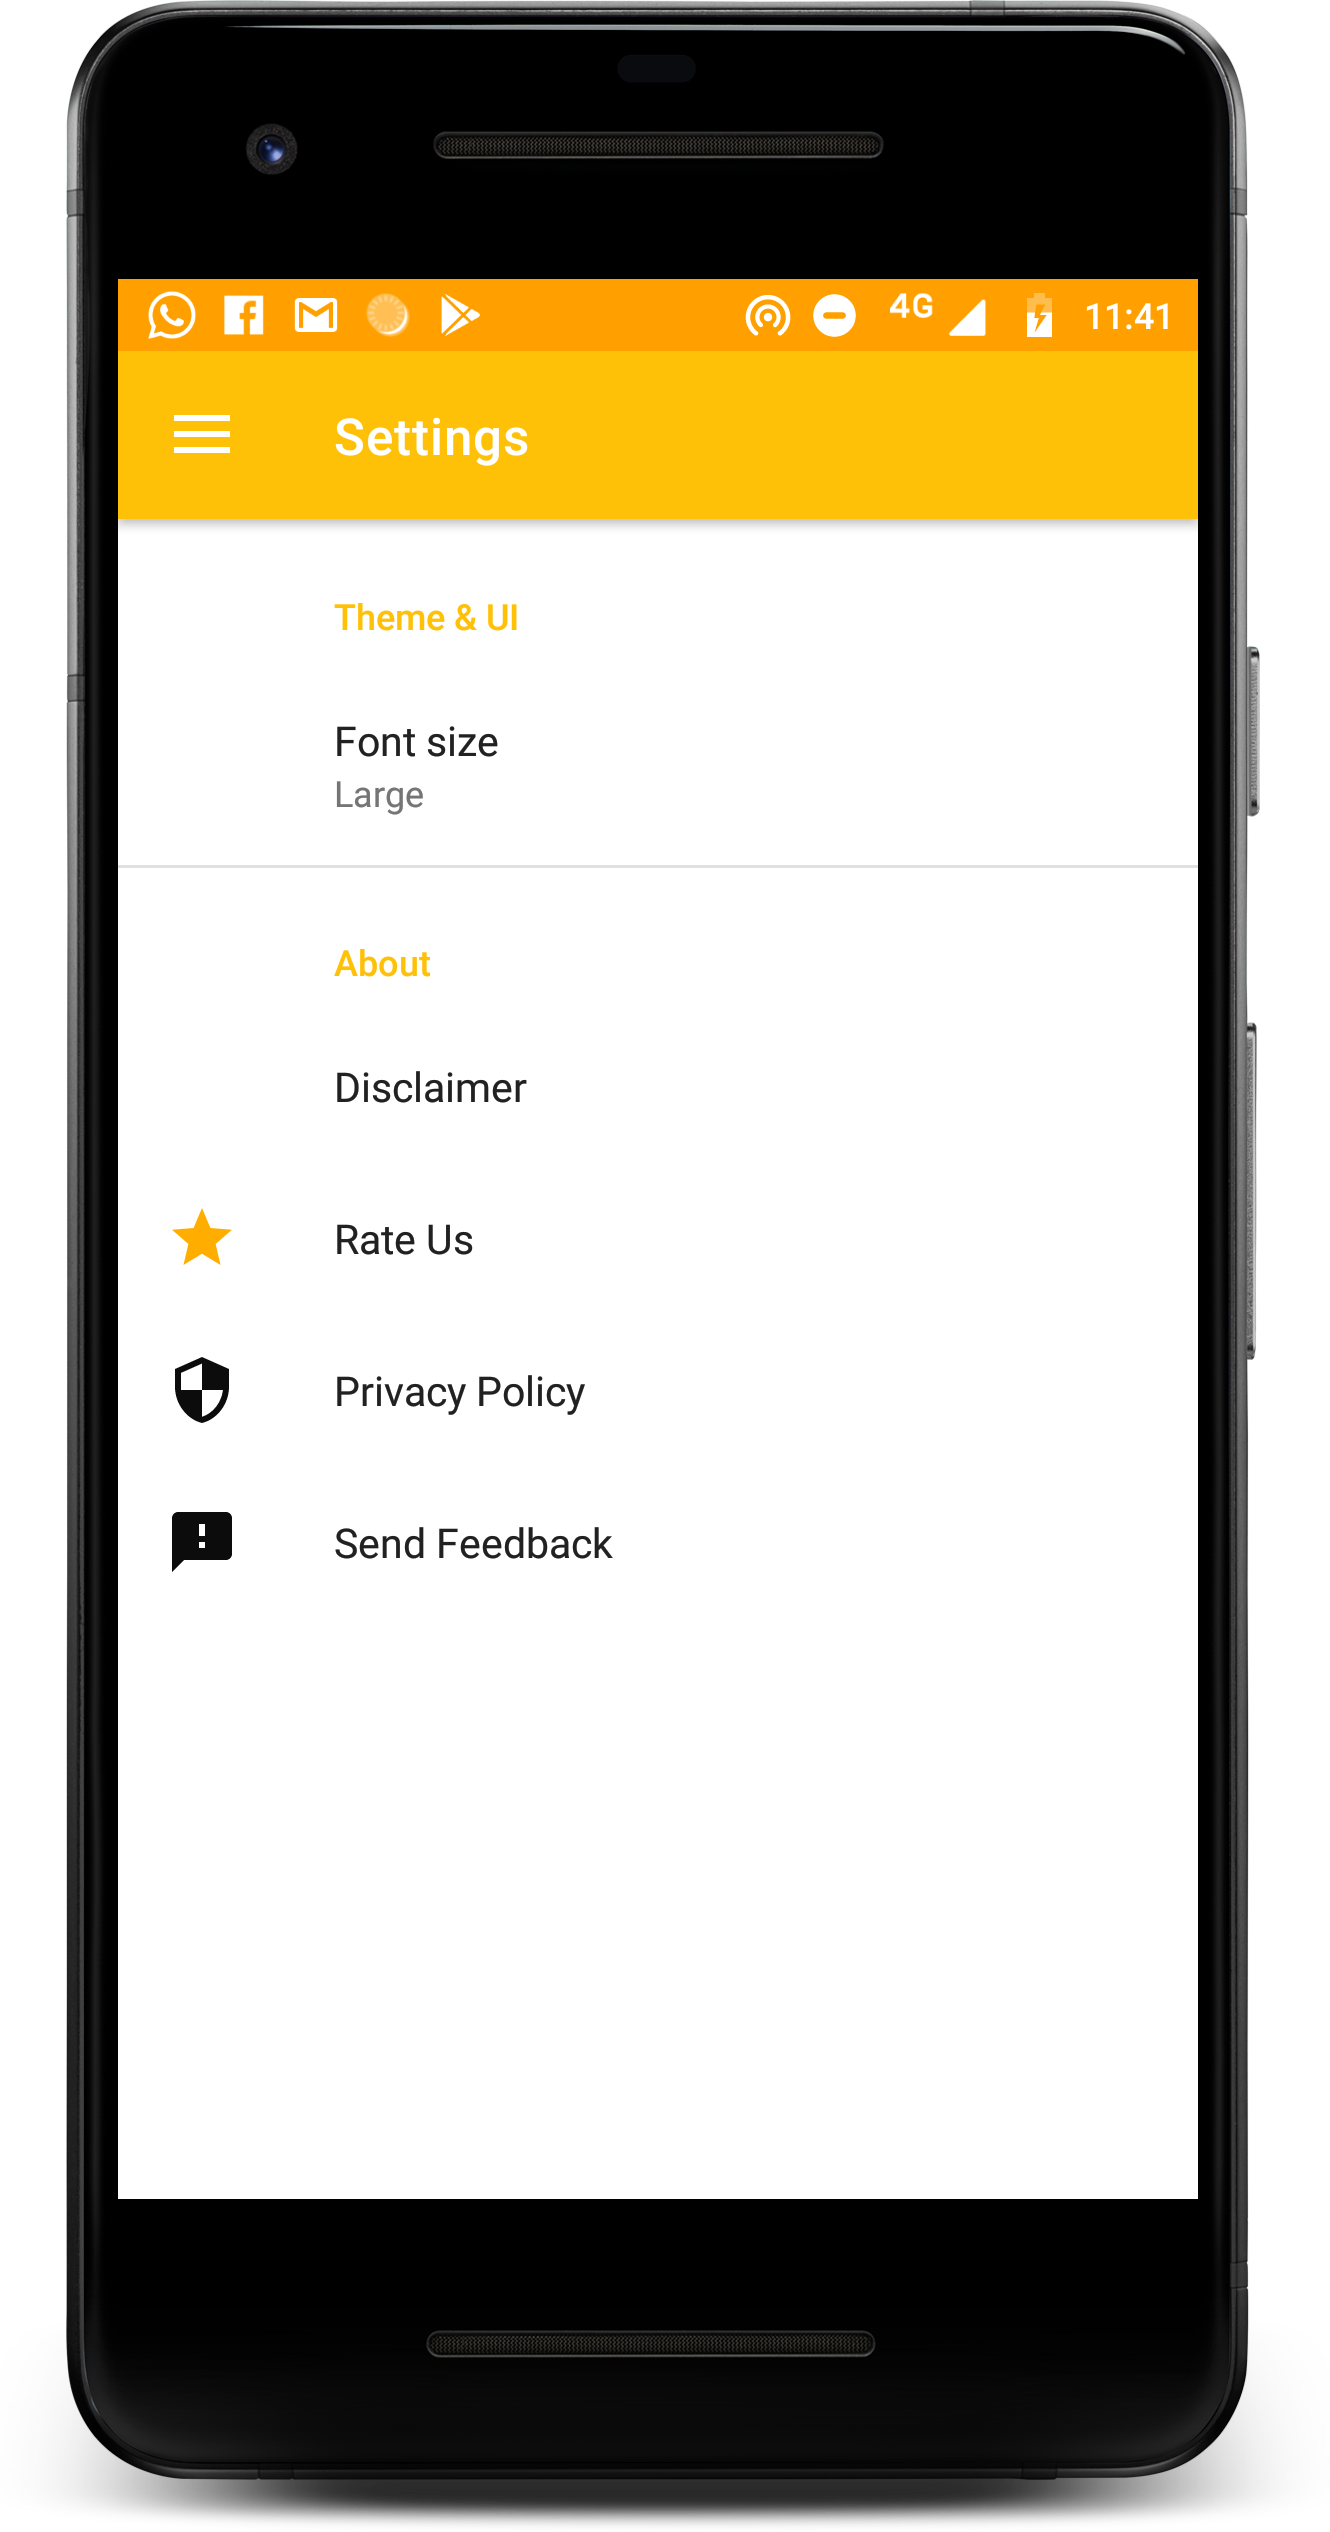 4G 11:41
Settings
Theme & UI
Font size
Large
About
Disclaimer
Rate Us
Privacy Policy
Send Feedback